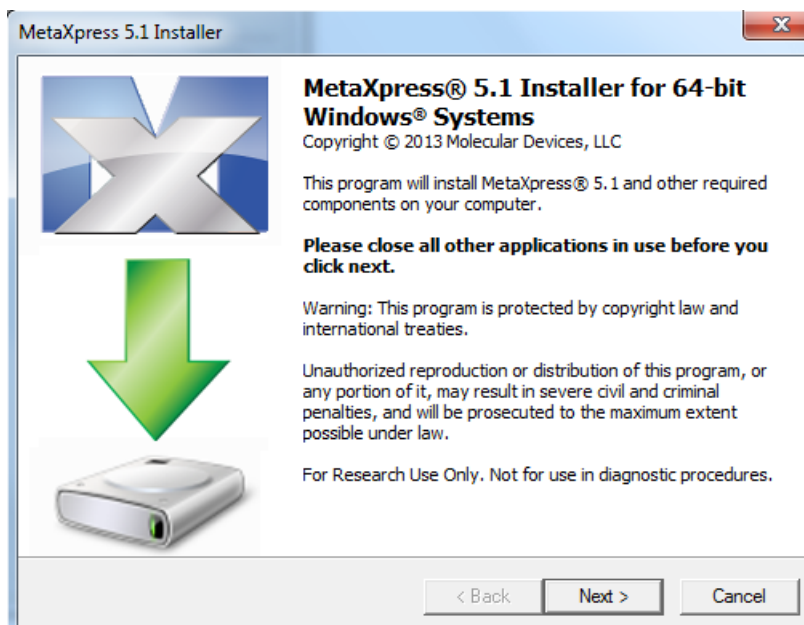 MetaXpress 5.1 Installer
MetaXpress® 5.1 Installer for 64-bit
Windows® Systems
Copyright © 2013 Molecular Devices, LLC
This program will install MetaXpress® 5.1 and other required
components on your computer.
Please close all other applications in use before you
click next.
Warning: This program is protected by copyright law and
international treaties.
Unauthorized reproduction or distribution of this program, or
any portion of it, may result in severe civil and criminal
penalties, and will be prosecuted to the maximum extent
possible under law.
For Research Use Only. Not for use in diagnostic procedures.
< Back Next > Cancel